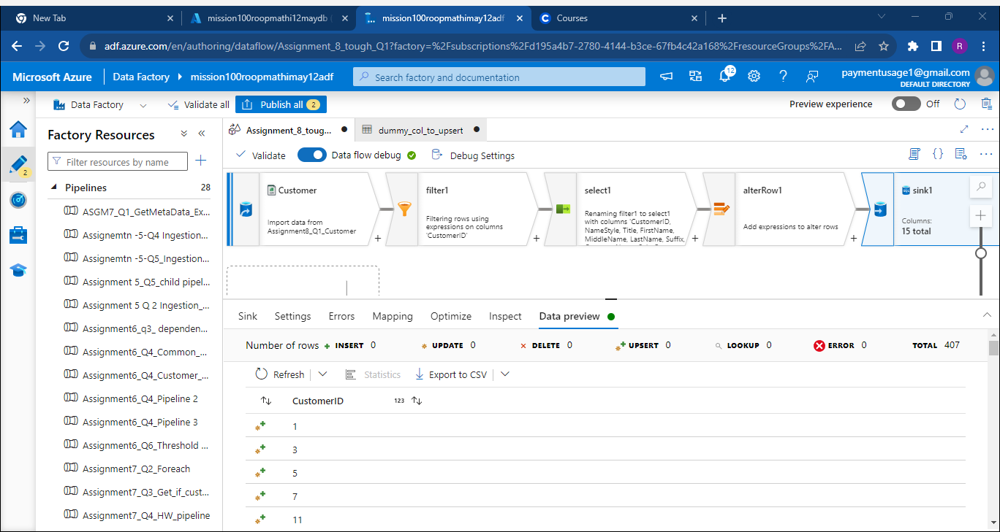 New Tab
mission100roopmathi12maydb (
mission100roopmathimay12adf
Courses
adf.azure.com/en/authoring/dataflow/Assignment_8_tough_Q1?factory=%2Fsubscriptions%2Fd195a4b7-2780-4144-b3ce-67fb4c42a168%2FresourceGroups%2FA...
R
Microsoft Azure
Data Factory
mission100roopmathimay12adf
Search factory and documentation
12
paymentusage1@gmail.com
DEFAULT DIRECTORY
Data Factory
Validate all
Publish all 2
Preview experience
Off
2
Factory Resources
Filter resources by name
Pipelines 28
ASGM7_Q1_GetMetaData_Ex...
Assignemtn -5-Q4 Ingestion...
Assignemtn -5-Q5_Ingestion...
Assignment 5_Q5_child pipel...
Assignment 5 Q 2 Ingestion_...
Assignment6_q3_ dependen...
Assignment6_Q4_Common_...
Assignment6_Q4_Customer_...
Assignment6_Q4_Pipeline 2
Assignment6_Q4_Pipeline 3
Assignment6_Q6_Threshold ...
Assignment7_Q2_Foreach
Assignment7_Q3_Get_if_cust...
Assignment7_Q4_HW_pipeline
Assignment_8_toug...
dummy_col_to_upsert
Validate
Data flow debug
Debug Settings
Customer
Import data from
Assignment8_Q1_Customer
filter1
Filtering rows using
expressions on columns
'CustomerID'
select1
Renaming filter1 to select1
with columns 'CustomerID,
NameStyle, Title, FirstName,
MiddleName, LastName, Suffix,
alterRow1
Add expressions to alter rows
sink1
Columns:
15 total
Sink
Settings
Errors
Mapping
Optimize
Inspect
Data preview
Number of rows
INSERT 0
UPDATE 0
DELETE 0
UPSERT 0
LOOKUP 0
ERROR 0
TOTAL 407
Refresh
Statistics
Export to CSV
CustomerID 123
1
3
5
7
11